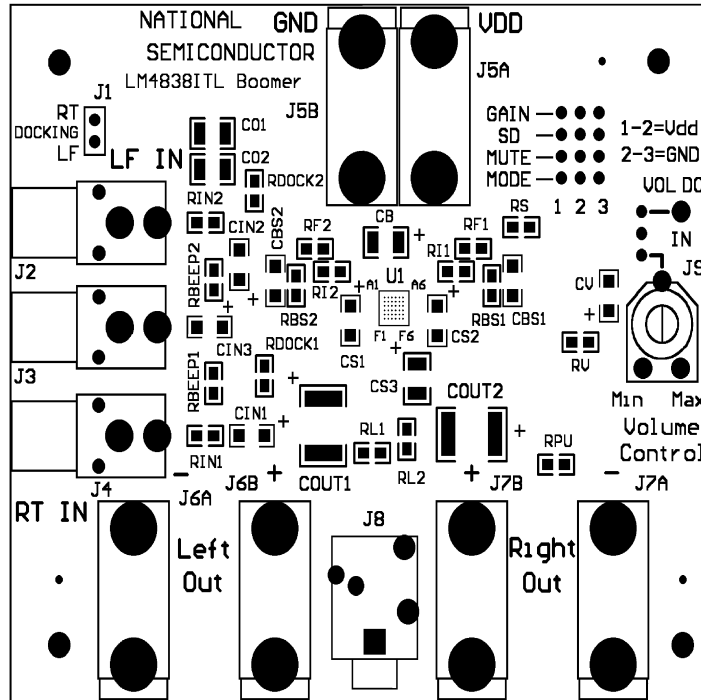 NATIONAL GND VDD
SEMICONDUCTOR
LM4838ITL Boomer
J5A
J5B
J1
RT
DOCKING
LF
LF IN
CO1
CO2
RDOCK2
GAIN
SD
MUTE
MODE
1-2=Vdd
2-3=GND
1 2 3
VOL DC
IN
RIN2
CIN2
CBS2
RF2
CB
+
RF1
RS
J2
RBEEP2
RI2
U1
A1 A6
RI1
CV
+
+
RBS2
+
+
F1 F6
RBS1
CBS1
+
+
CS1
CS2
J3
CIN3
RDOCK1
+
CS3
RV
RBEEP1
+
COUT2
Min Max
Volume
Control
CIN1
+
RL1
+
RPU
RIN1
COUT1
RL2
- + + -
J4
J6A
J6B
J7B
J7A
RT IN
J8
Left
Out
Right
Out